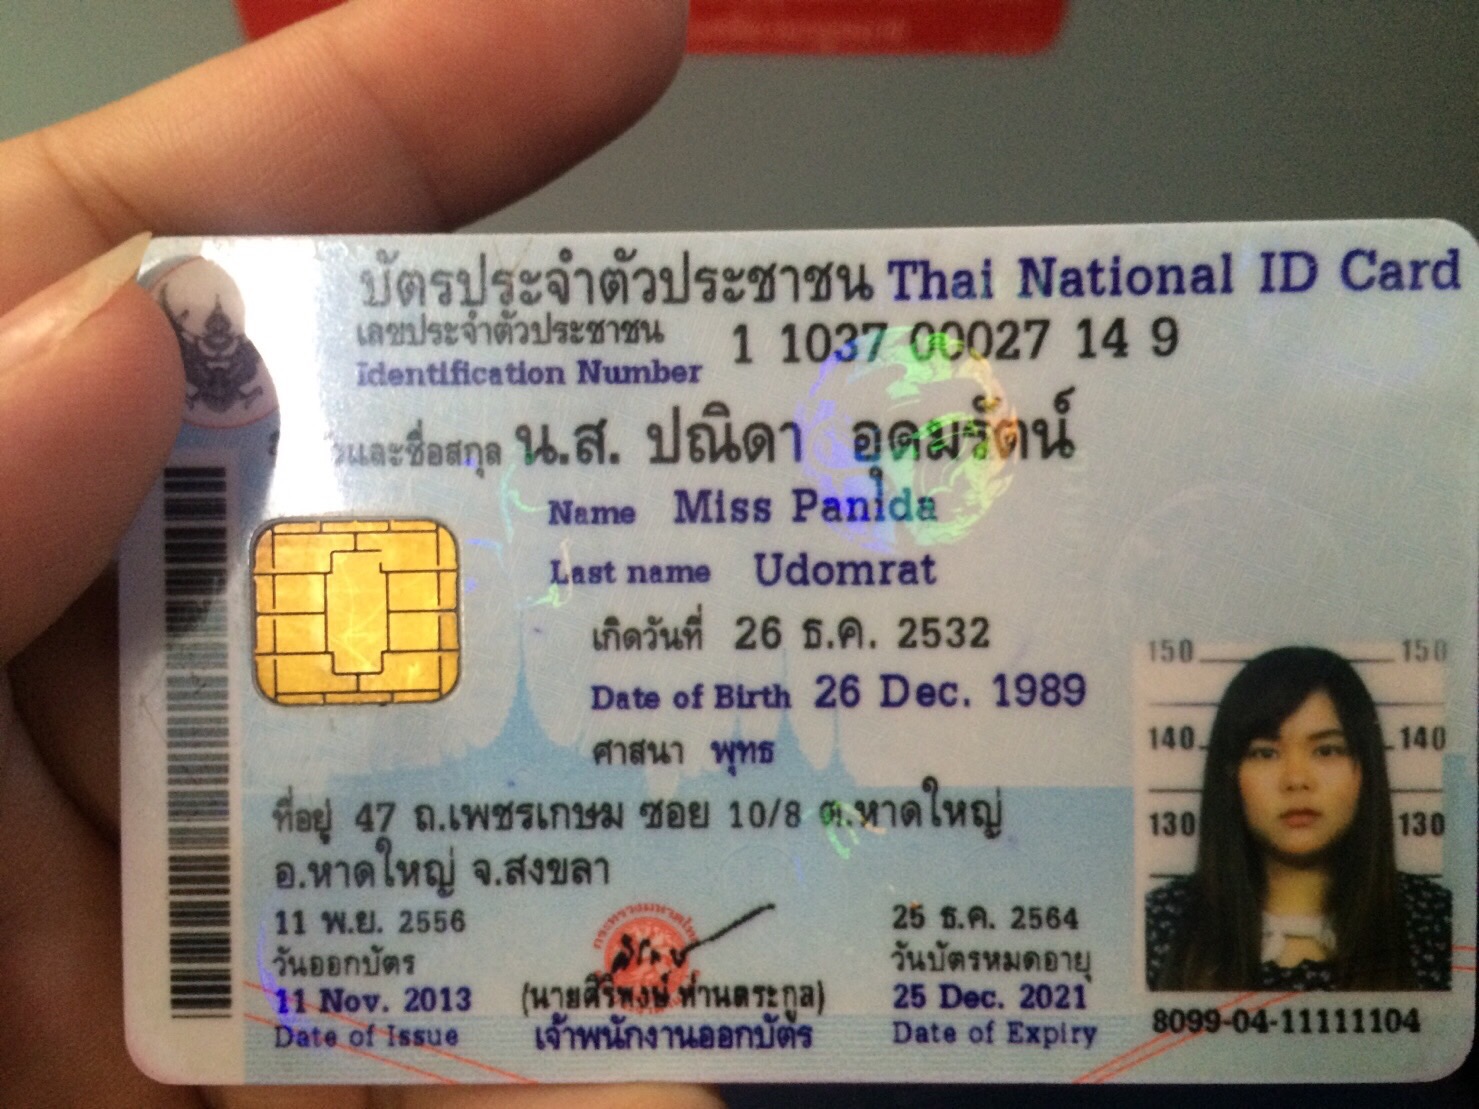 บัตรประจำตัวประชาชน Thai National ID Card
เลขประจำตัวประชาชน 1 1037 00027 14 9
Identification Number
และชื่อสกุล น.ส. ปณิดา อุดมรัตน์
Name Miss Panida
Last name Udomrat
เกิดวันที่ 26 ธ.ค. 2532
Date of Birth 26 Dec. 1989
ศาสนา พุทธ
ที่อยู่ 47 ถ.เพชรเกษม ซอย 10/8 ต.หาดใหญ่
อ.หาดใหญ่ จ.สงขลา
11 พ.ย. 2556
วันออกบัตร
11 Nov. 2013
Date of Issue
(นายศิริพงษ์ ห่านตระกูล)
เจ้าพนักงานออกบัตร
25 ธ.ค. 2564
วันบัตรหมดอายุ
25 Dec. 2021
Date of Expiry
150 150
140 140
130 130
8099-04-11111104